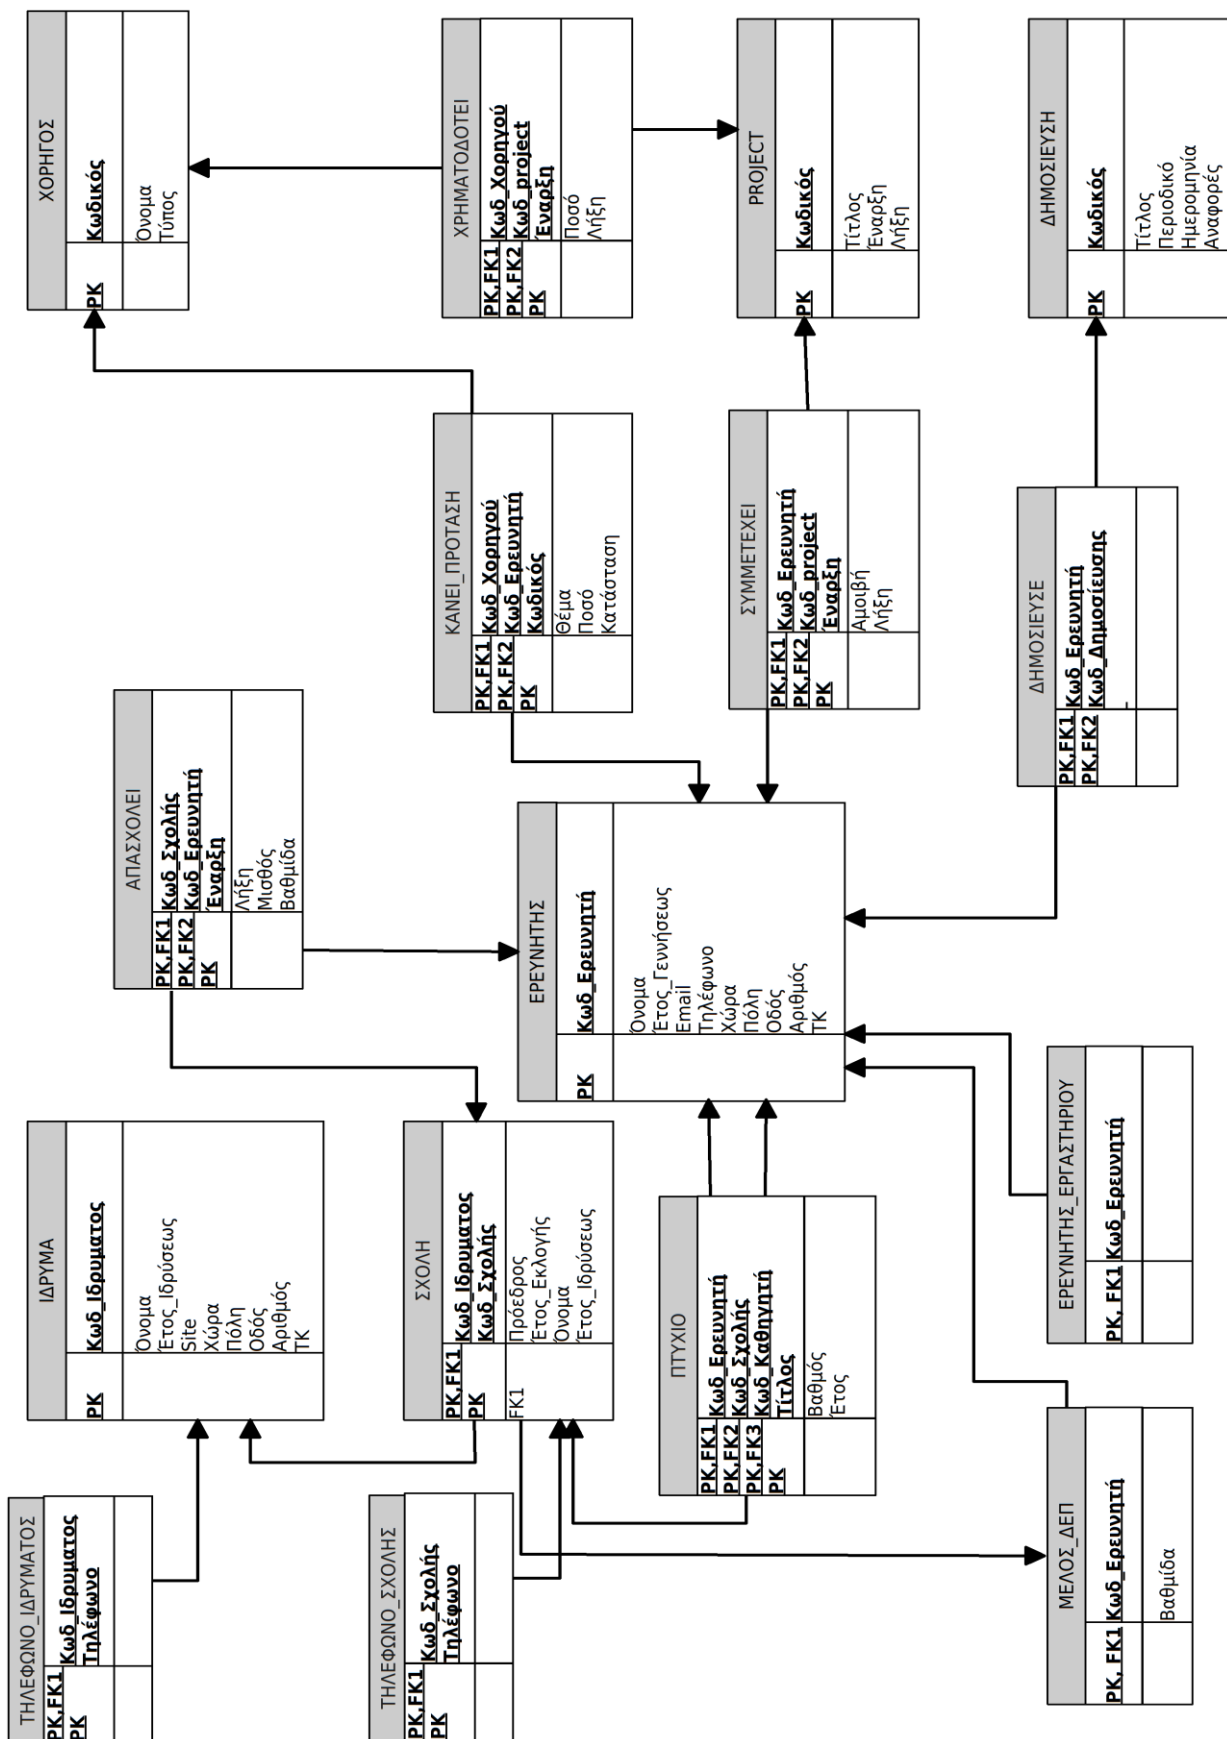 ΤΗΛΕΦΩΝΟ_ΙΔΡΥΜΑΤΟΣ
PK,FK1 Κωδ_Ιδρυματος
PK Τηλέφωνο
ΙΔΡΥΜΑ
PK Κωδ_Ιδρυματος
Όνομα
Έτος_Ιδρύσεως
Site
Χώρα
Πόλη
Οδός
Αριθμός
ΤΚ
ΑΠΑΣΧΟΛΕΙ
PK,FK1 Κωδ_Σχολής
PK,FK2 Κωδ_Ερευνητή
PK Έναρξη
Λήξη
Μισθός
Βαθμίδα
ΧΟΡΗΓΟΣ
PK Κωδικός
Όνομα
Τύπος
ΤΗΛΕΦΩΝΟ_ΣΧΟΛΗΣ
PK,FK1 Κωδ_Σχολής
PK Τηλέφωνο
ΣΧΟΛΗ
PK,FK1 Κωδ_Ιδρυματος
PK Κωδ_Σχολής
FK1 Πρόεδρος
Έτος_Εκλογής
Όνομα
Έτος_Ιδρύσεως
ΚΑΝΕΙ_ΠΡΟΤΑΣΗ
PK,FK1 Κωδ_Χορηγού
PK,FK2 Κωδ_Ερευνητή
PK Κωδικός
Θέμα
Ποσό
Κατάσταση
ΧΡΗΜΑΤΟΔΟΤΕΙ
PK,FK1 Κωδ_Χορηγού
PK,FK2 Κωδ_project
PK Έναρξη
Ποσό
Λήξη
ΕΡΕΥΝΗΤΗΣ
PK Κωδ_Ερευνητή
Όνομα
Έτος_Γεννήσεως
Email
Τηλέφωνο
Χώρα
Πόλη
Οδός
Αριθμός
ΤΚ
ΠΤΥΧΙΟ
PK,FK1 Κωδ_Ερευνητή
PK,FK2 Κωδ_Σχολής
PK,FK3 Κωδ_Καθηγητή
PK Τίτλος
Βαθμός
Έτος
ΣΥΜΜΕΤΕΧΕΙ
PK,FK1 Κωδ_Ερευνητή
PK,FK2 Κωδ_project
PK Έναρξη
Αμοιβή
Λήξη
PROJECT
PK Κωδικός
Τίτλος
Έναρξη
Λήξη
ΜΕΛΟΣ_ΔΕΠ
PK, FK1 Κωδ_Ερευνητή
Βαθμίδα
ΕΡΕΥΝΗΤΗΣ_ΕΡΓΑΣΤΗΡΙΟΥ
PK, FK1 Κωδ_Ερευνητή
ΔΗΜΟΣΙΕΥΣΕ
PK,FK1 Κωδ_Ερευνητή
PK,FK2 Κωδ_Δημοσίευσης
ΔΗΜΟΣΙΕΥΣΗ
PK Κωδικός
Τίτλος
Περιοδικό
Ημερομηνία
Αναφορές